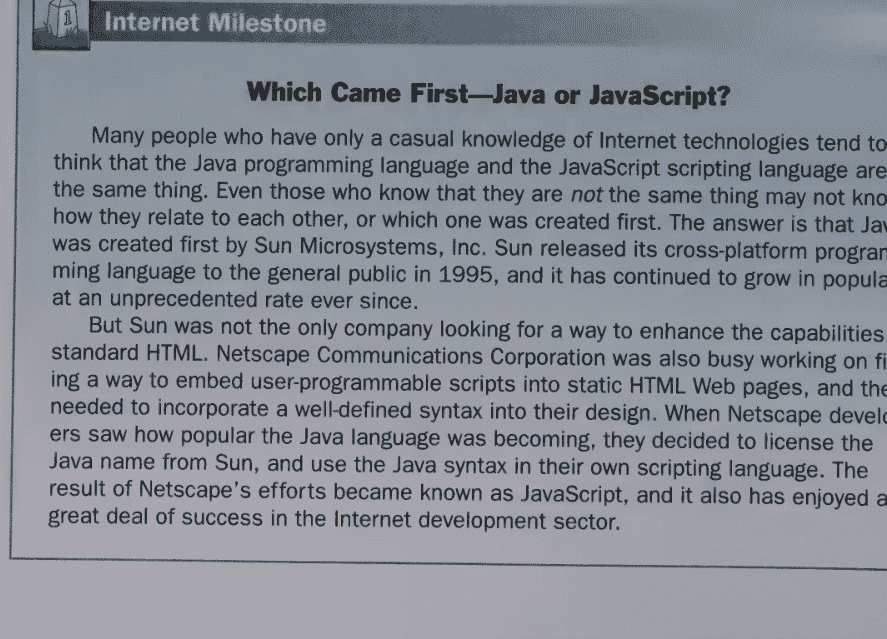 1
Internet Milestone
Which Came First—Java or JavaScript?
Many people who have only a casual knowledge of Internet technologies tend to
think that the Java programming language and the JavaScript scripting language are
the same thing. Even those who know that they are not the same thing may not kno
how they relate to each other, or which one was created first. The answer is that Jav
was created first by Sun Microsystems, Inc. Sun released its cross-platform program
ming language to the general public in 1995, and it has continued to grow in popula
at an unprecedented rate ever since.
But Sun was not the only company looking for a way to enhance the capabilities
standard HTML. Netscape Communications Corporation was also busy working on fi
ing a way to embed user-programmable scripts into static HTML Web pages, and the
needed to incorporate a well-defined syntax into their design. When Netscape develo
ers saw how popular the Java language was becoming, they decided to license the
Java name from Sun, and use the Java syntax in their own scripting language. The
result of Netscape's efforts became known as JavaScript, and it also has enjoyed a
great deal of success in the Internet development sector.